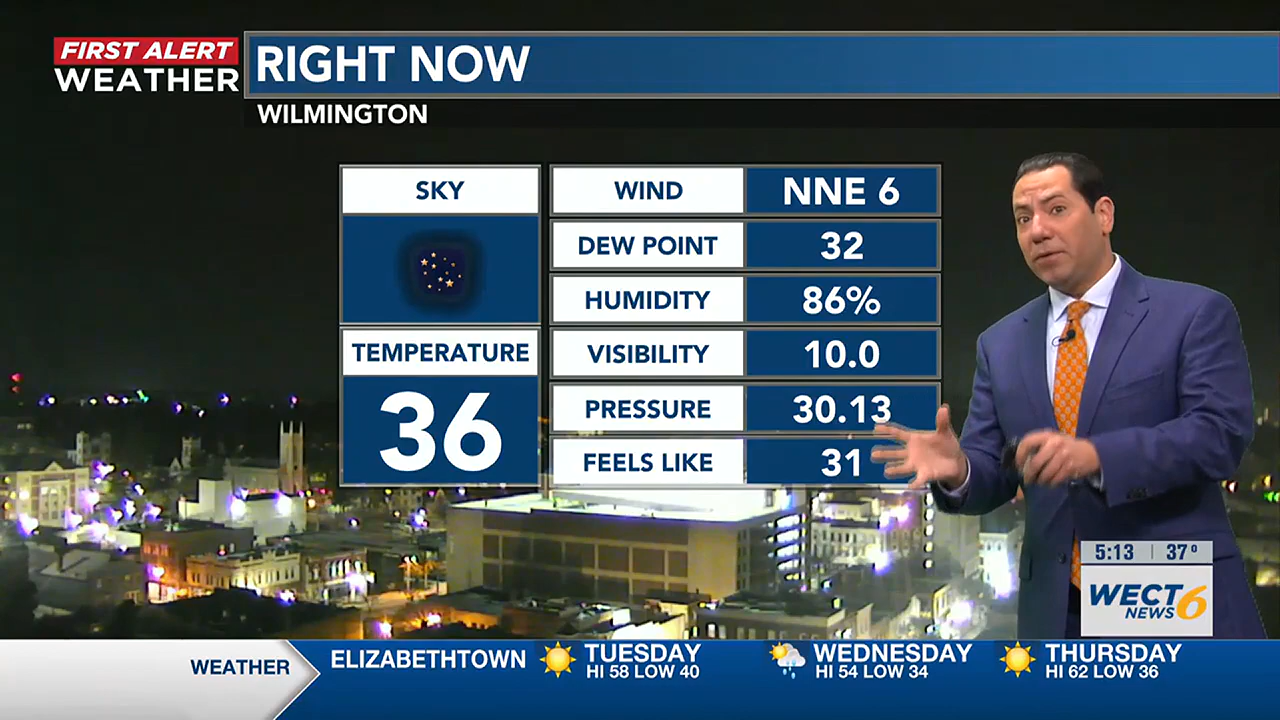 FIRST ALERT
WEATHER
RIGHT NOW
WILMINGTON
SKY
TEMPERATURE
36
WIND NNE 6
DEW POINT 32
HUMIDITY 86%
VISIBILITY 10.0
PRESSURE 30.13
FEELS LIKE 31
5:13 37°
WECT
NEWS 6
WEATHER
ELIZABETHTOWN
TUESDAY
HI 58 LOW 40
WEDNESDAY
HI 54 LOW 34
THURSDAY
HI 62 LOW 36